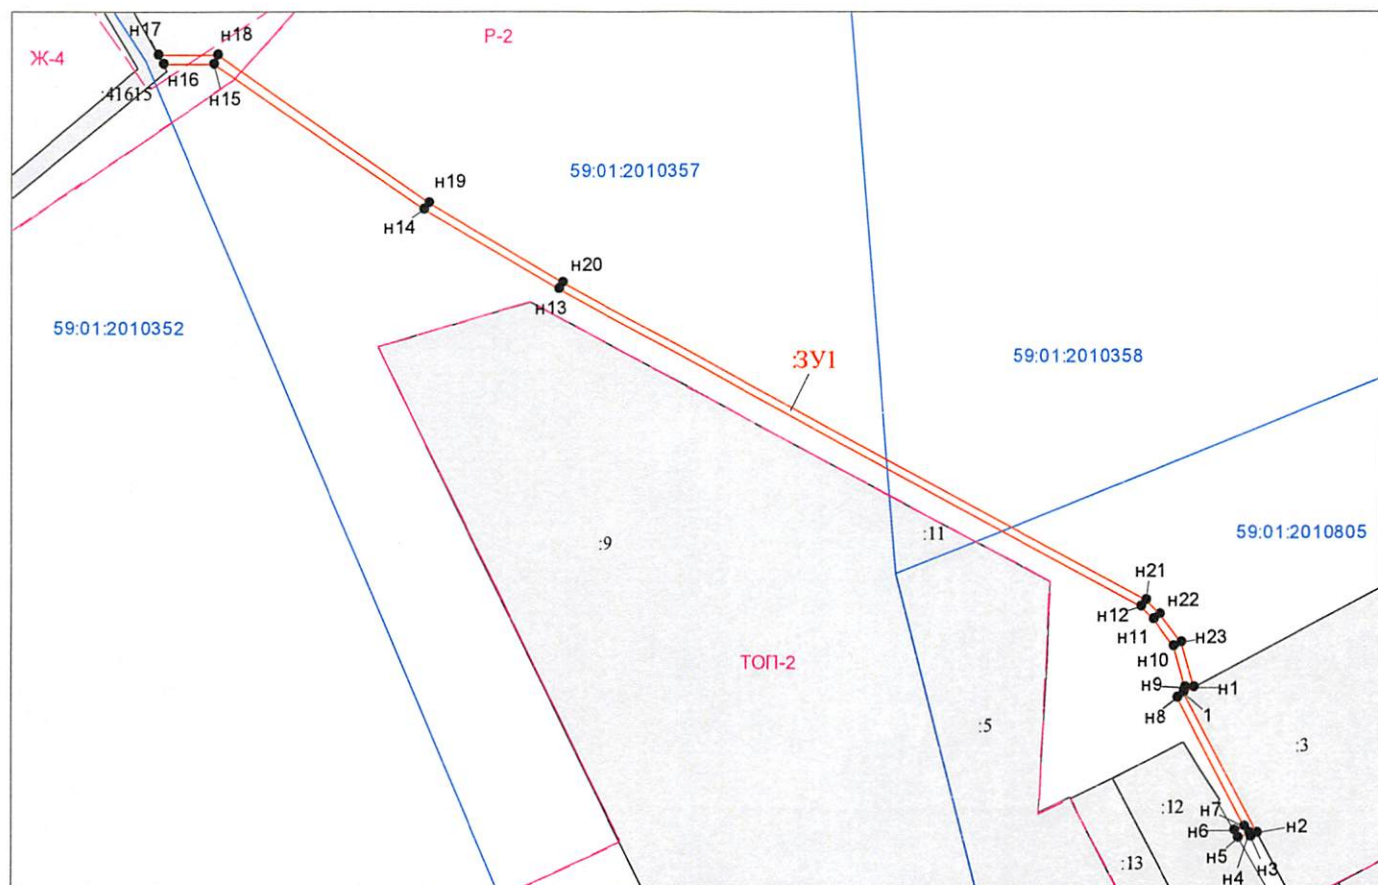 н17
н18
Р-2
Ж-4
н16
н15
:41615
59:01:2010357
н19
н14
н20
н13
59:01:2010352
59:01:2010358
:ЗУ1
:11
59:01:2010805
:9
н21
н12
н22
н11
н23
н10
ТОП-2
н9
н1
н8
1
:5
:3
:12
н7
н6
н2
н5
:13
н4
н3